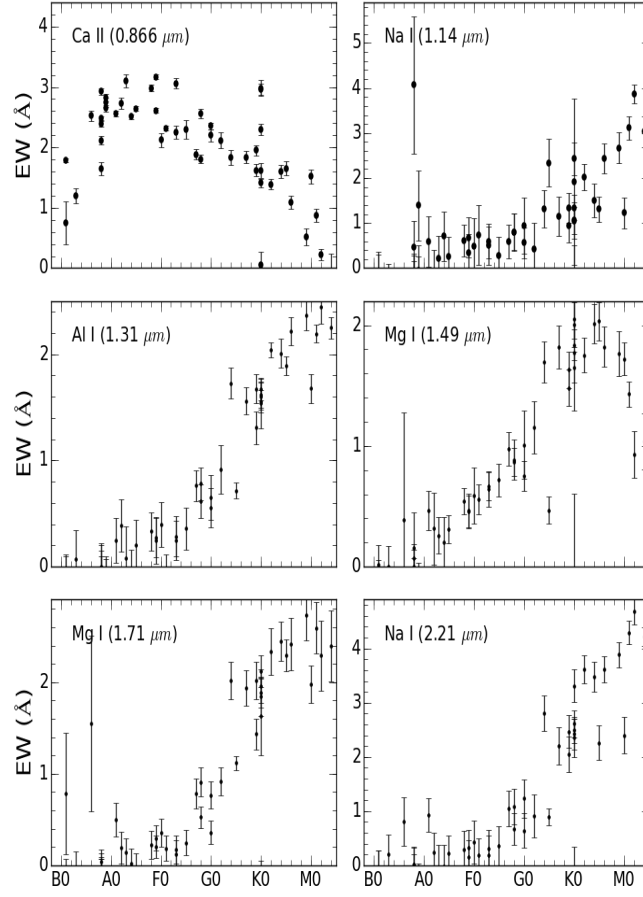 Ca II (0.866 μm)
Na I (1.14 μm)
EW (Å)
4
3
2
1
0
5
4
3
2
1
0
Al I (1.31 μm)
Mg I (1.49 μm)
EW (Å)
2
1
0
2
1
0
Mg I (1.71 μm)
Na I (2.21 μm)
EW (Å)
2
1
0
4
3
2
1
0
B0 A0 F0 G0 K0 M0
B0 A0 F0 G0 K0 M0